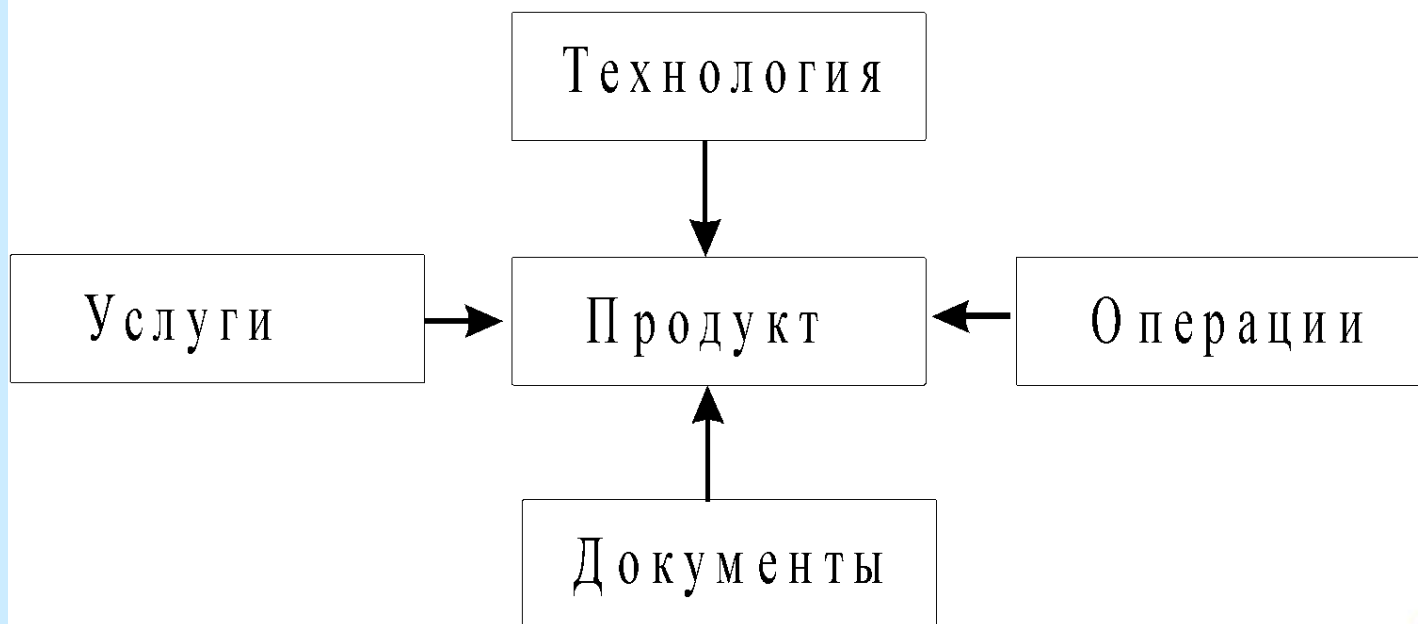 Технология
Услуги
Продукт
Операции
Документы